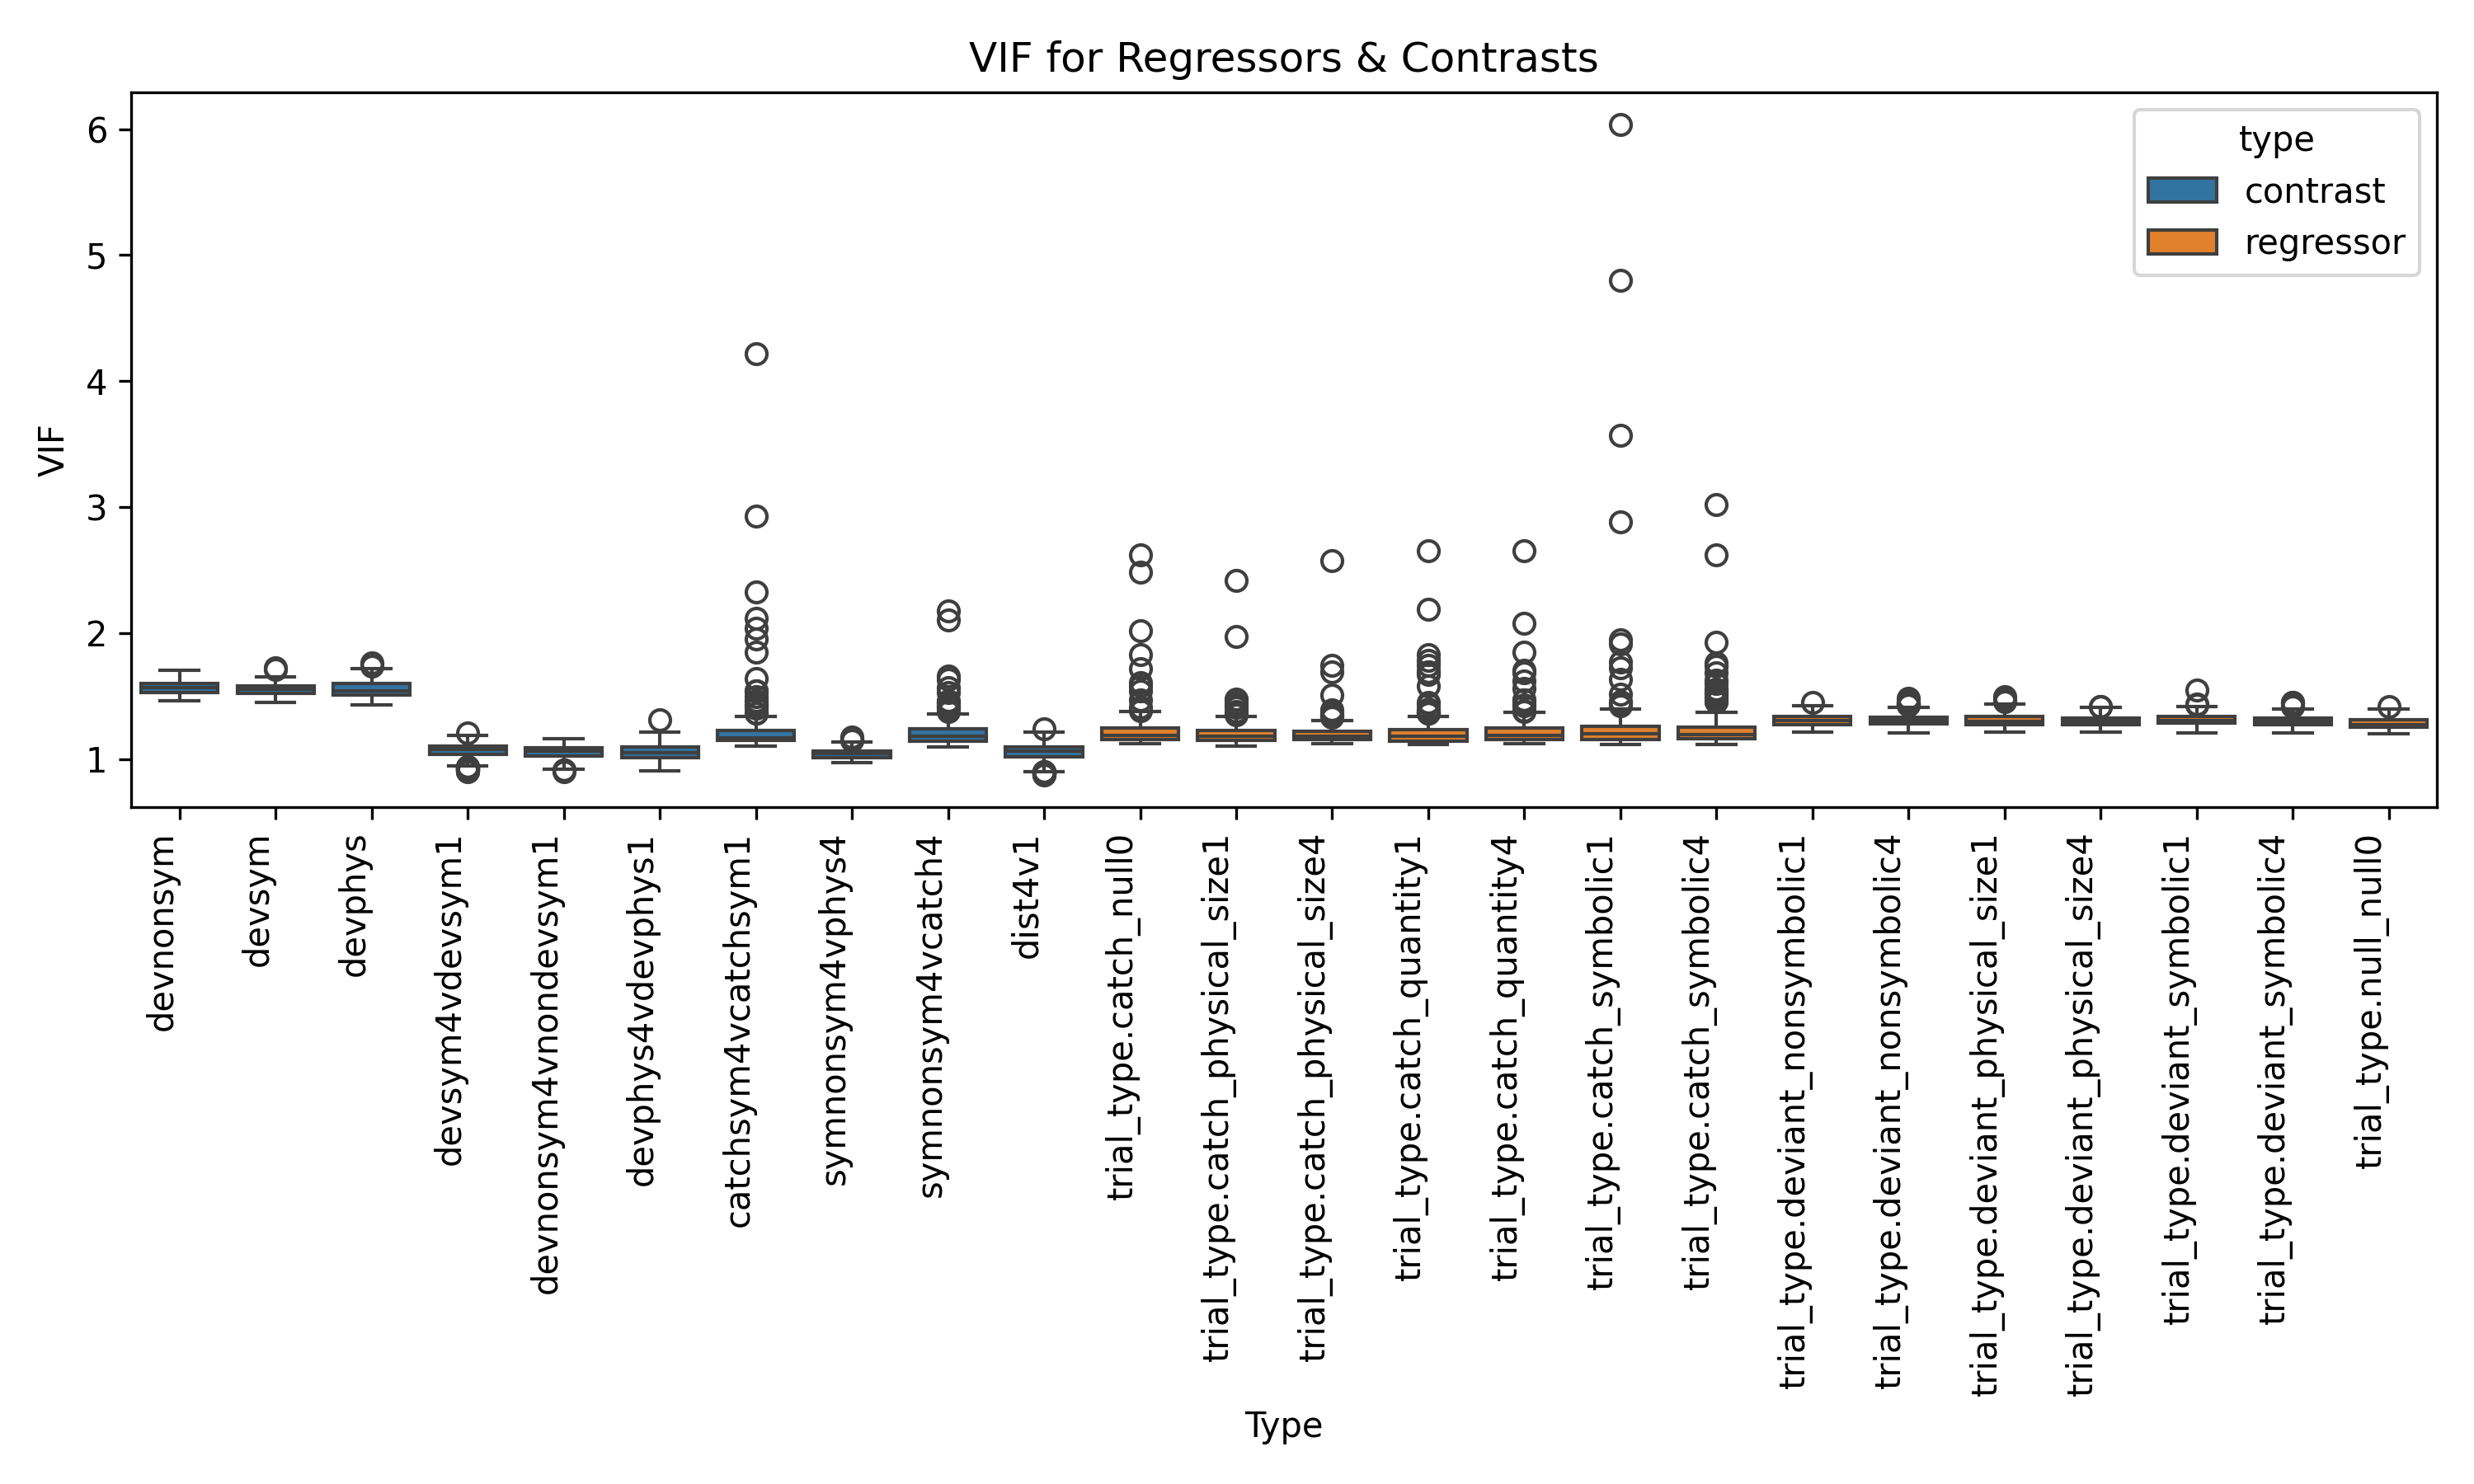 VIF for Regressors & Contrasts
VIF
6
5
4
3
2
1
type
contrast
regressor
devnonsym
devsym
devphys
devsym4vdevsym1
devnonsym4vnondevsym1
devphys4vdevphys1
catchsym4vcatchsym1
symnonsym4vphys4
symnonsym4vcatch4
dist4v1
trial_type.catch_null0
trial_type.catch_physical_size1
trial_type.catch_physical_size4
trial_type.catch_quantity1
trial_type.catch_quantity4
trial_type.catch_symbolic1
trial_type.catch_symbolic4
trial_type.deviant_nonsymbolic1
trial_type.deviant_nonsymbolic4
trial_type.deviant_physical_size1
trial_type.deviant_physical_size4
trial_type.deviant_symbolic1
trial_type.deviant_symbolic4
trial_type.null_null0
Type